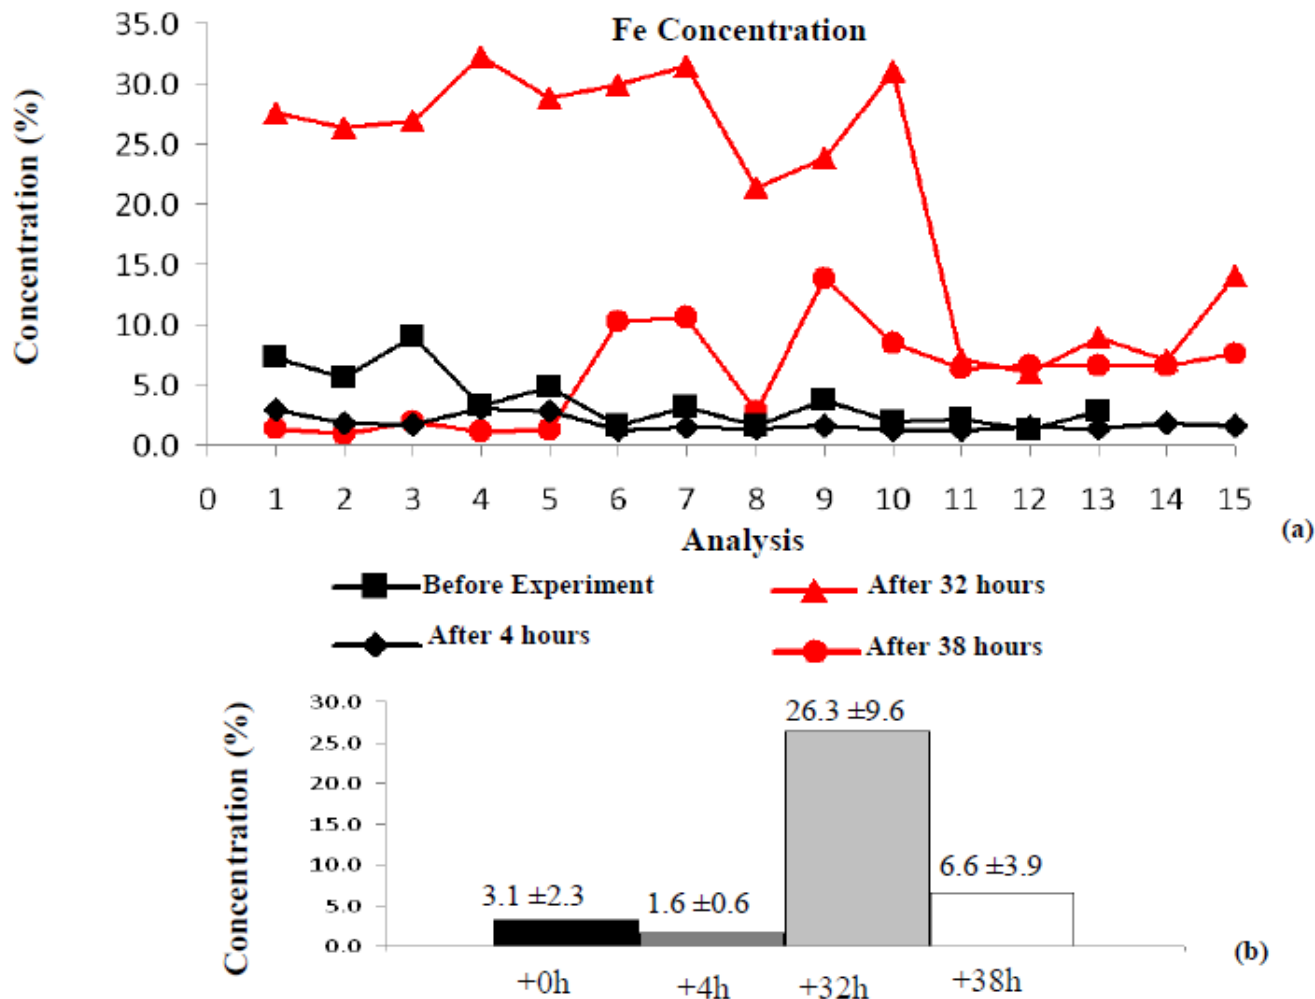 Fe Concentration
Concentration (%)
35.0
30.0
25.0
20.0
15.0
10.0
5.0
0.0
0 1 2 3 4 5 6 7 8 9 10 11 12 13 14 15
Analysis
(a)
Before Experiment
After 32 hours
After 4 hours
After 38 hours
Concentration (%)
30.0
25.0
20.0
15.0
10.0
5.0
0.0
3.1 ±2.3
1.6 ±0.6
26.3 ±9.6
6.6 ±3.9
+0h +4h +32h +38h
(b)